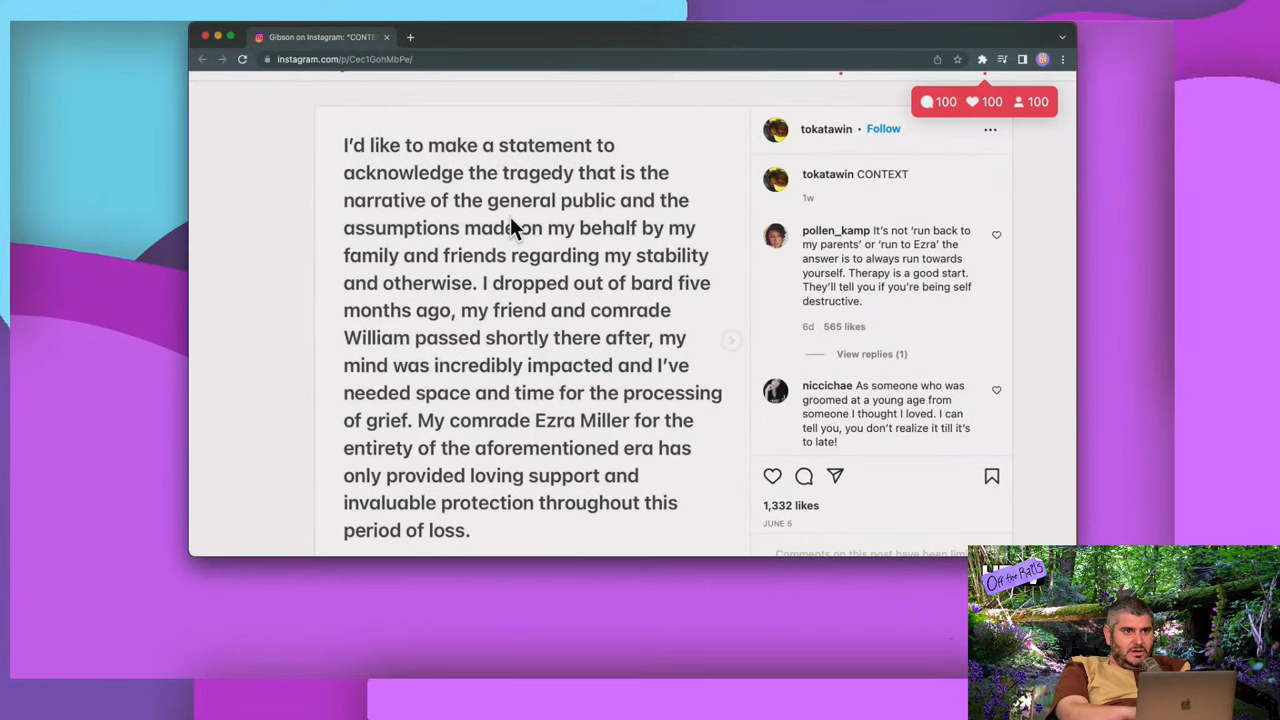 Gibson on Instagram: "CONTE
instagram.com/p/Cec1GohMbPe/
100 100 100
I'd like to make a statement to
acknowledge the tragedy that is the
narrative of the general public and the
assumptions made on my behalf by my
family and friends regarding my stability
and otherwise. I dropped out of bard five
months ago, my friend and comrade
William passed shortly there after, my
mind was incredibly impacted and I've
needed space and time for the processing
of grief. My comrade Ezra Miller for the
entirety of the aforementioned era has
only provided loving support and
invaluable protection throughout this
period of loss.
tokatawin • Follow
tokatawin CONTEXT
1w
pollen_kamp It's not 'run back to
my parents' or 'run to Ezra' the
answer is to always run towards
yourself. Therapy is a good start.
They'll tell you if you're being self
destructive.
6d 565 likes
View replies (1)
niccichae As someone who was
groomed at a young age from
someone I thought I loved. I can
tell you, you don't realize it till it's
to late!
1,332 likes
JUNE 5
Comments on this post have been lim
Off the Rails